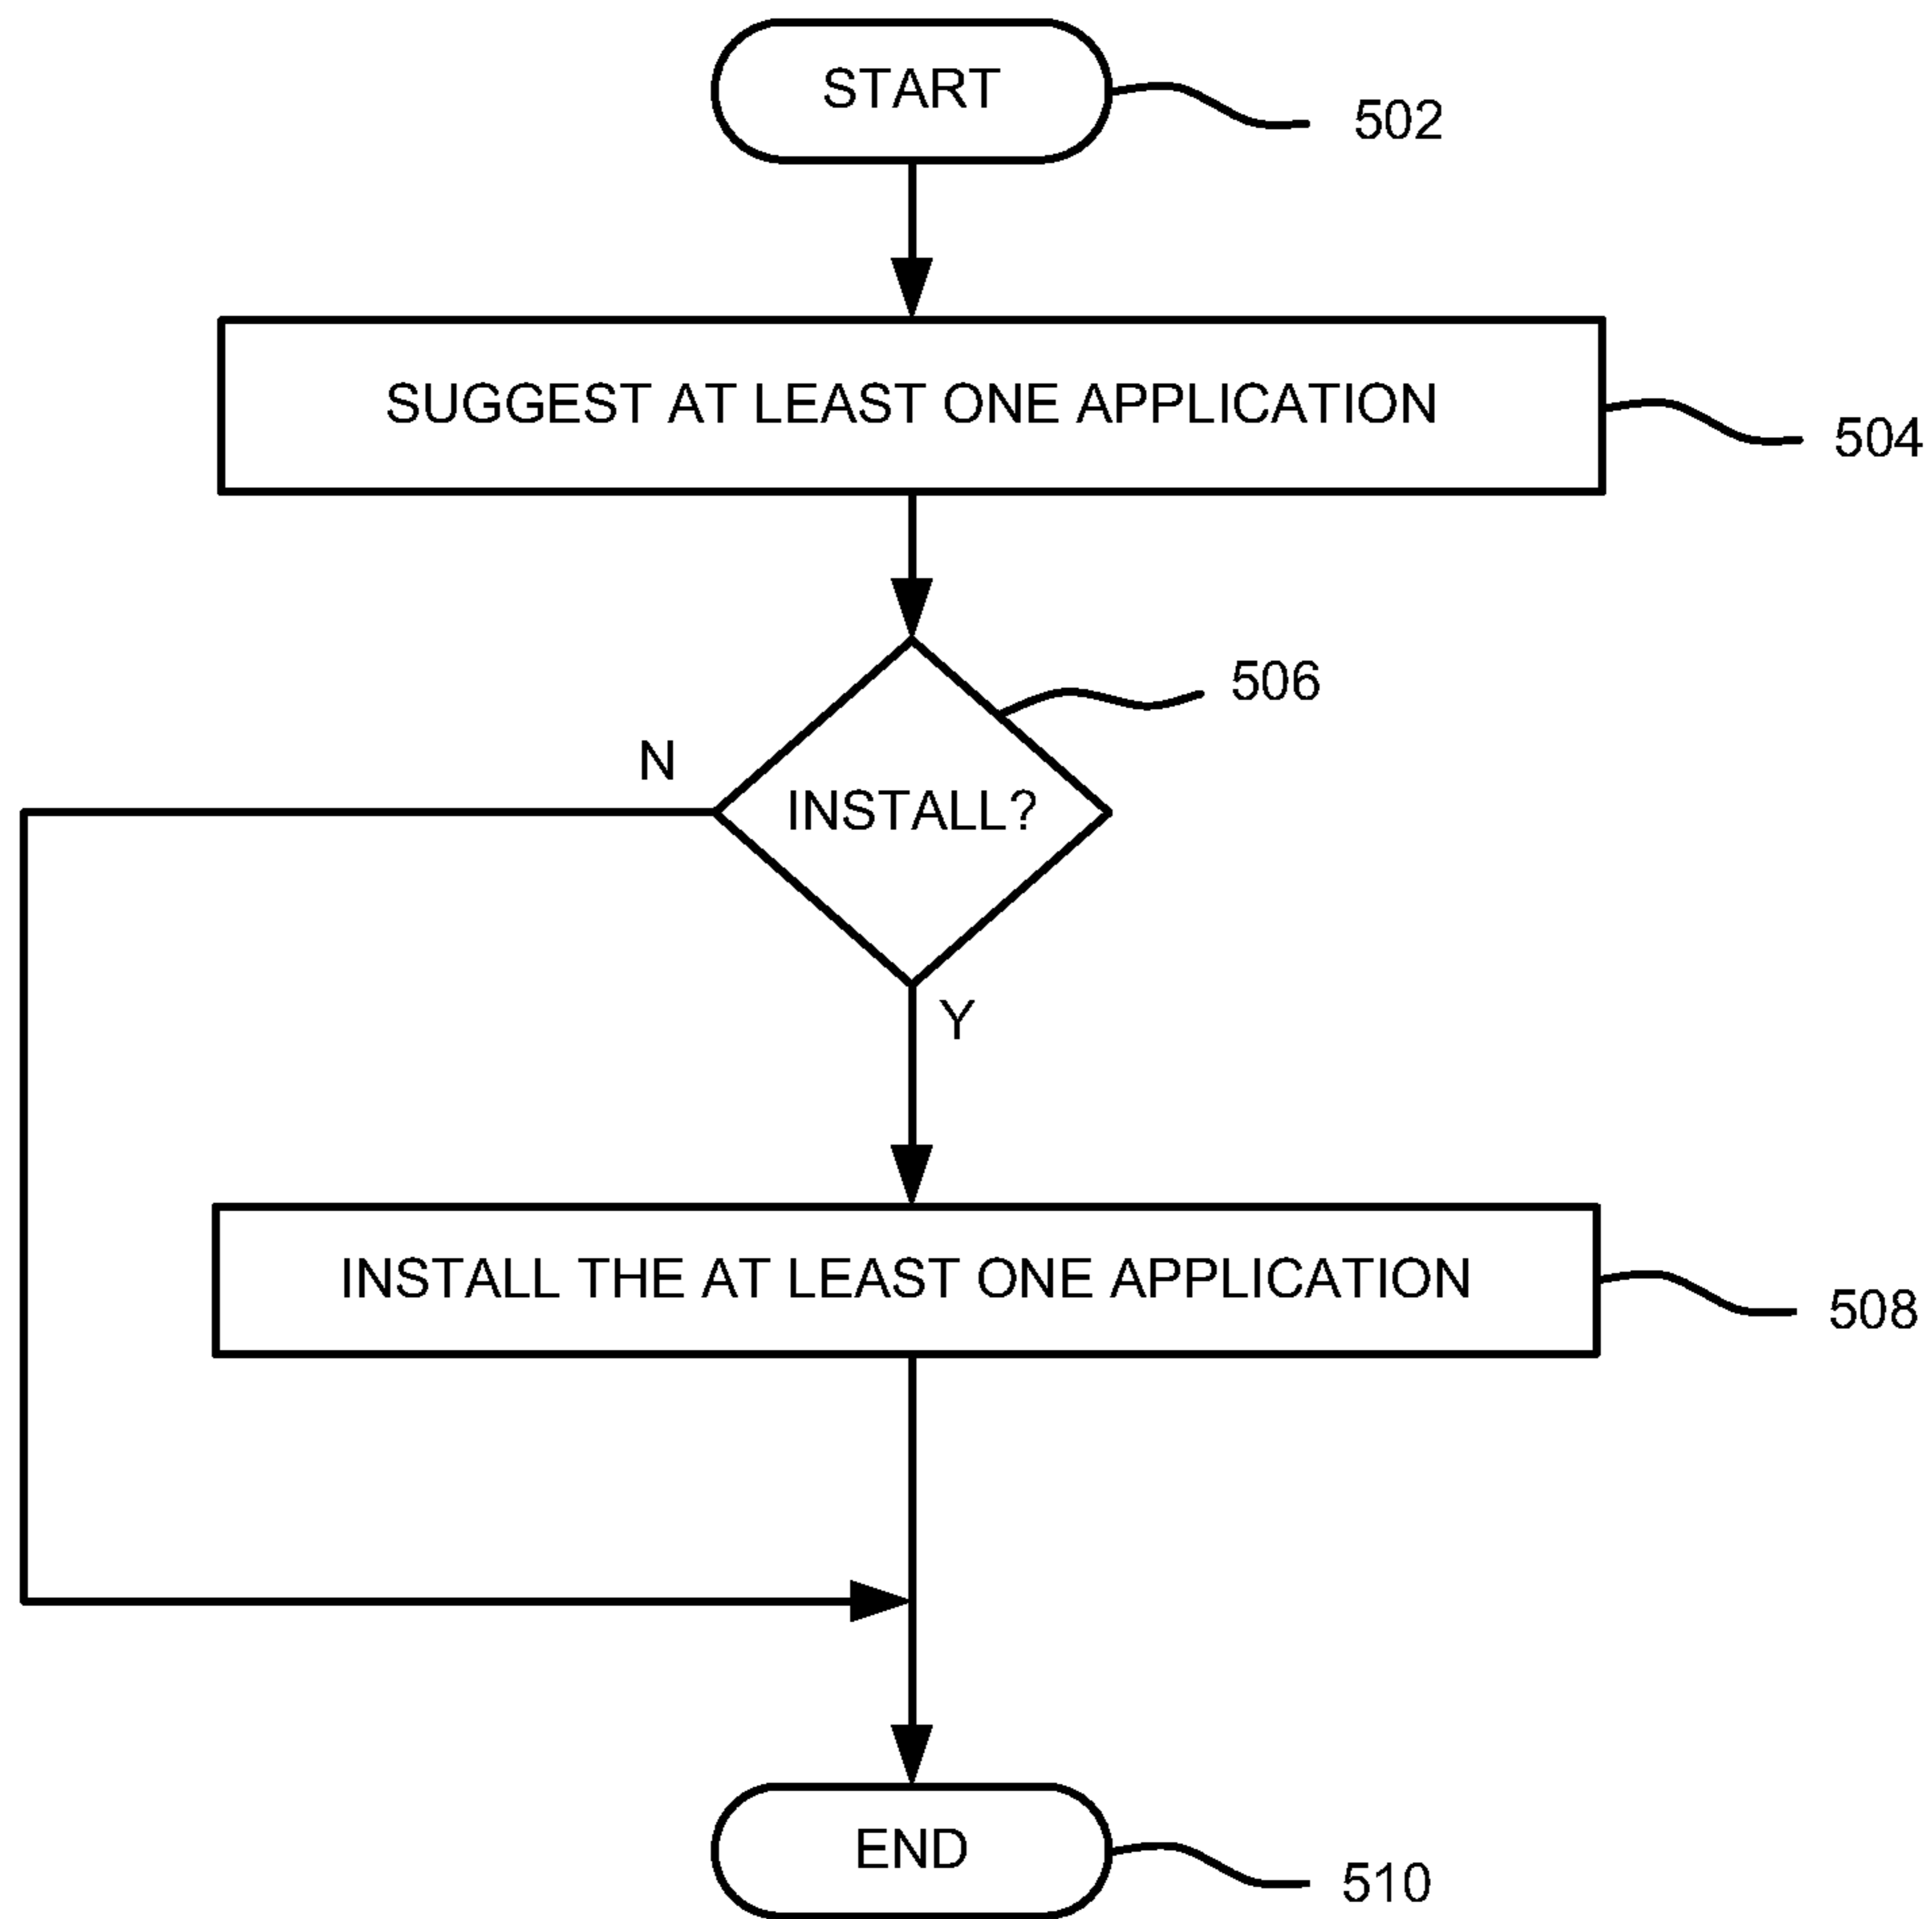 START
502
SUGGEST AT LEAST ONE APPLICATION
504
506
N
INSTALL?
Y
INSTALL THE AT LEAST ONE APPLICATION
508
END
510